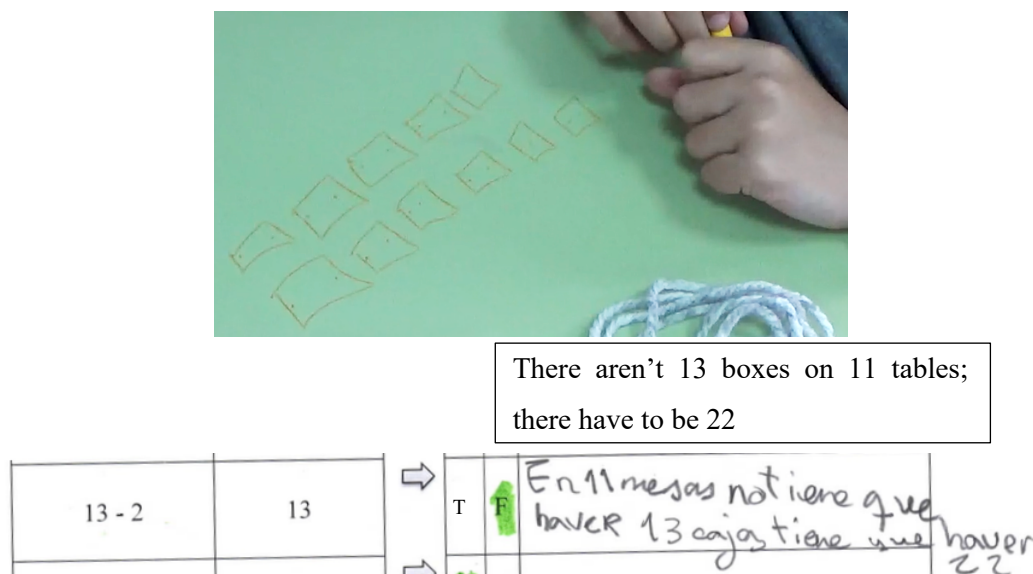 There aren't 13 boxes on 11 tables;
there have to be 22
13 - 2 13 T F En 11 mesas no tiene que
haver 13 cajas tiene que haver
22